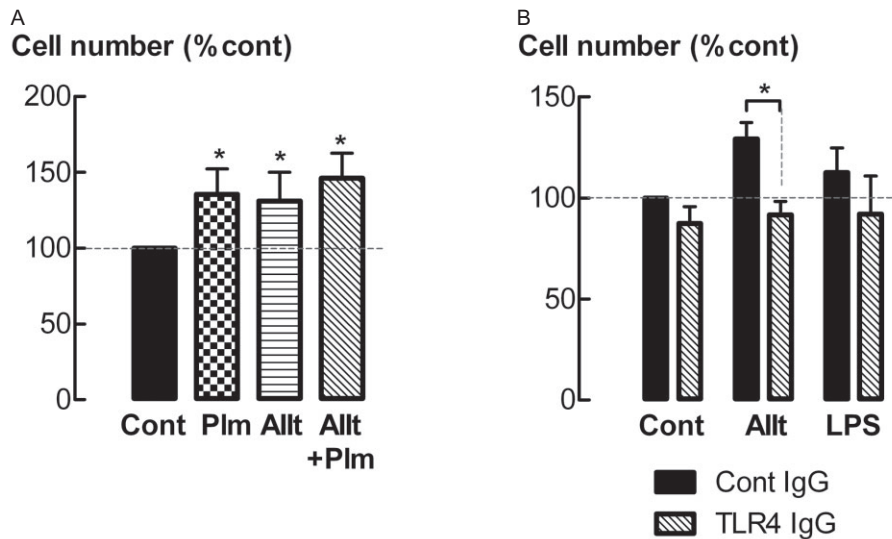 A
Cell number (% cont)
200
150
100
50
0
*
*
*
Cont Plm Allt Allt
+Plm
B
Cell number (% cont)
150
100
50
0
*
Cont Allt LPS
Cont IgG
TLR4 IgG